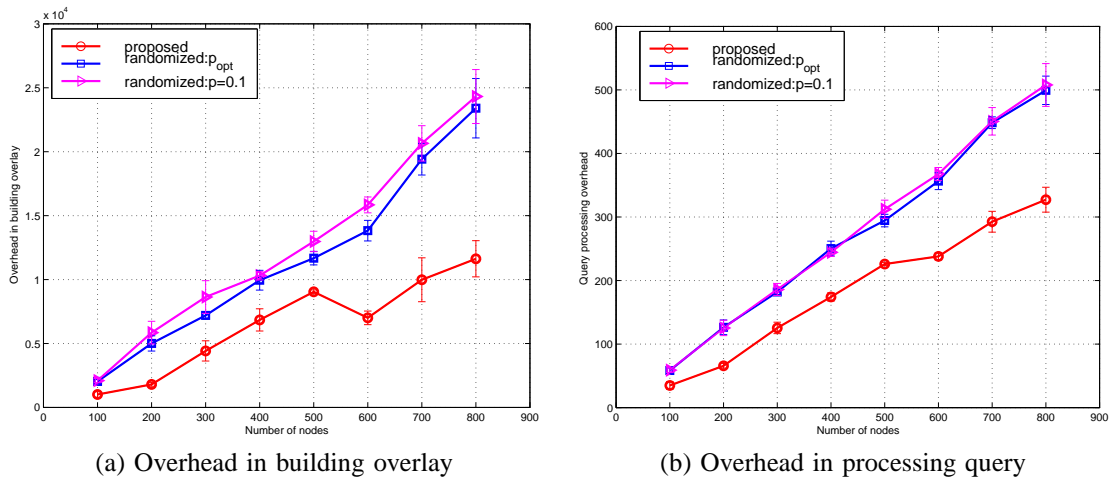 3
x 10^4
2.5
2
1.5
1
0.5
0
Overhead in building overlay
proposed
randomized:p_opt
randomized:p=0.1
0 100 200 300 400 500 600 700 800 900
Number of nodes
(a) Overhead in building overlay
600
500
400
300
200
100
0
Query processing overhead
proposed
randomized:p_opt
randomized:p=0.1
0 100 200 300 400 500 600 700 800 900
Number of nodes
(b) Overhead in processing query